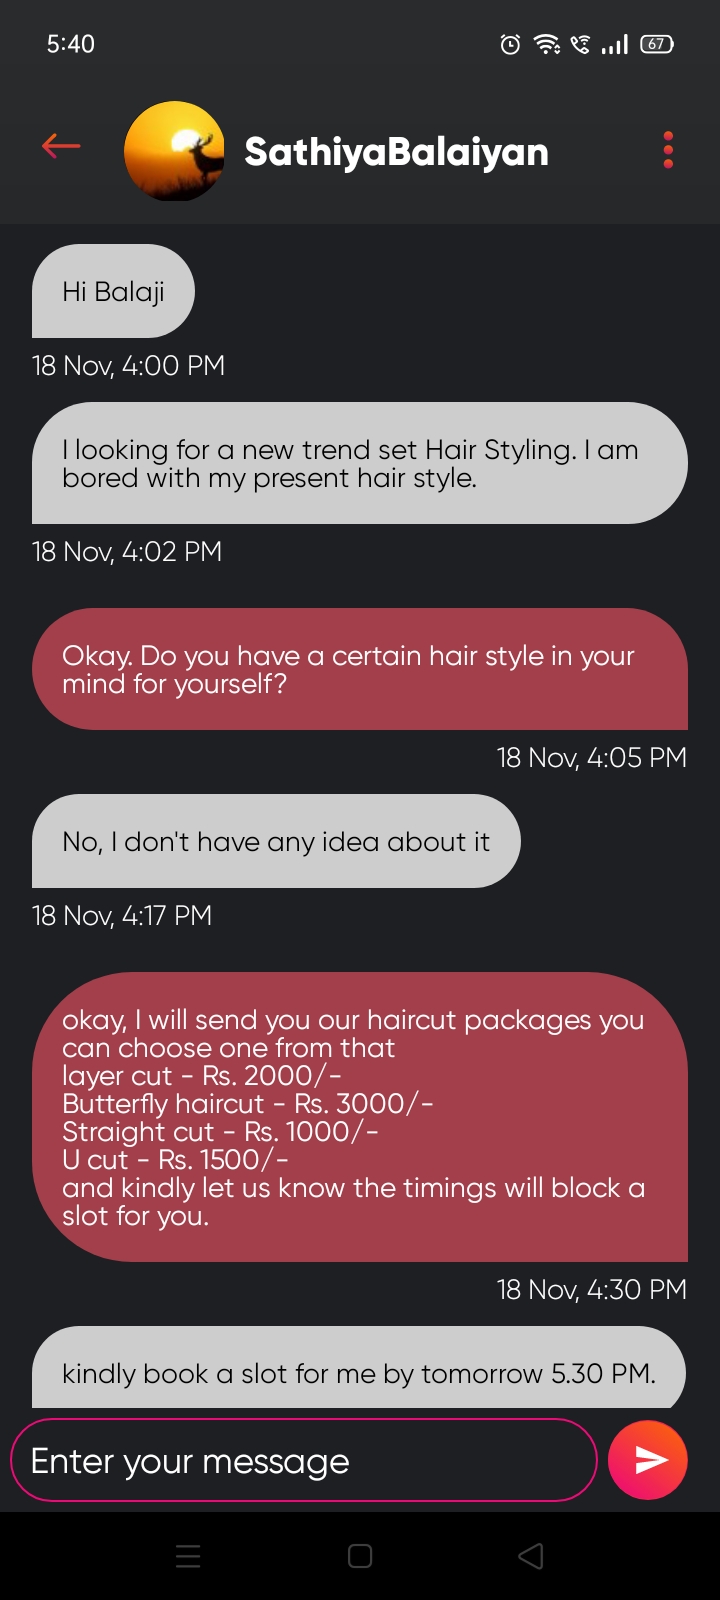 5:40
67
SathiyaBalaiyan
Hi Balaji
18 Nov, 4:00 PM
I looking for a new trend set Hair Styling. I am
bored with my present hair style.
18 Nov, 4:02 PM
Okay. Do you have a certain hair style in your
mind for yourself?
18 Nov, 4:05 PM
No, I don't have any idea about it
18 Nov, 4:17 PM
okay, I will send you our haircut packages you
can choose one from that
layer cut - Rs. 2000/-
Butterfly haircut - Rs. 3000/-
Straight cut - Rs. 1000/-
U cut - Rs. 1500/-
and kindly let us know the timings will block a
slot for you.
18 Nov, 4:30 PM
kindly book a slot for me by tomorrow 5.30 PM.
Enter your message